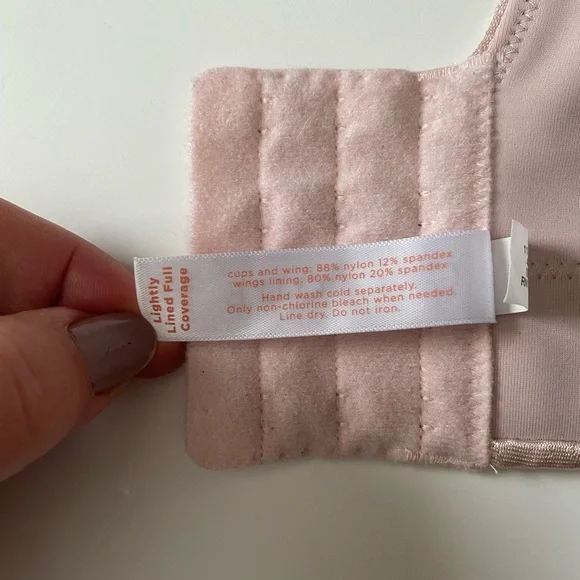 Lightly
Lined Full
Coverage
cups and wing: 88% nylon 12% spandex
wings lining: 80% nylon 20% spandex
Hand wash cold separately.
Only non-chlorine bleach when needed.
Line dry. Do not iron.